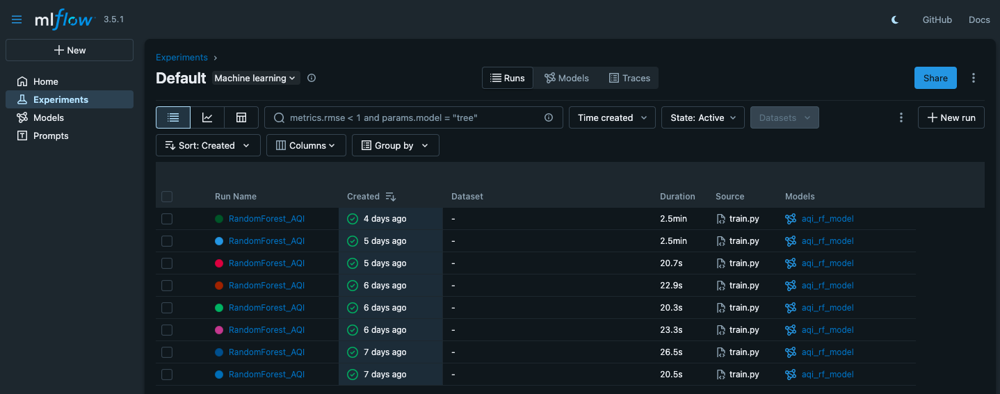 mlflow 3.5.1 GitHub Docs
New
Home
Experiments
Models
Prompts
Experiments
Default Machine learning Runs Models Traces Share
metrics.rmse < 1 and params.model = "tree" Time created State: Active Datasets New run
Sort: Created Columns Group by
Run Name Created Dataset Duration Source Models
RandomForest_AQI 4 days ago - 2.5min train.py aqi_rf_model
RandomForest_AQI 5 days ago - 2.5min train.py aqi_rf_model
RandomForest_AQI 5 days ago - 20.7s train.py aqi_rf_model
RandomForest_AQI 6 days ago - 22.9s train.py aqi_rf_model
RandomForest_AQI 6 days ago - 20.3s train.py aqi_rf_model
RandomForest_AQI 6 days ago - 23.3s train.py aqi_rf_model
RandomForest_AQI 7 days ago - 26.5s train.py aqi_rf_model
RandomForest_AQI 7 days ago - 20.5s train.py aqi_rf_model